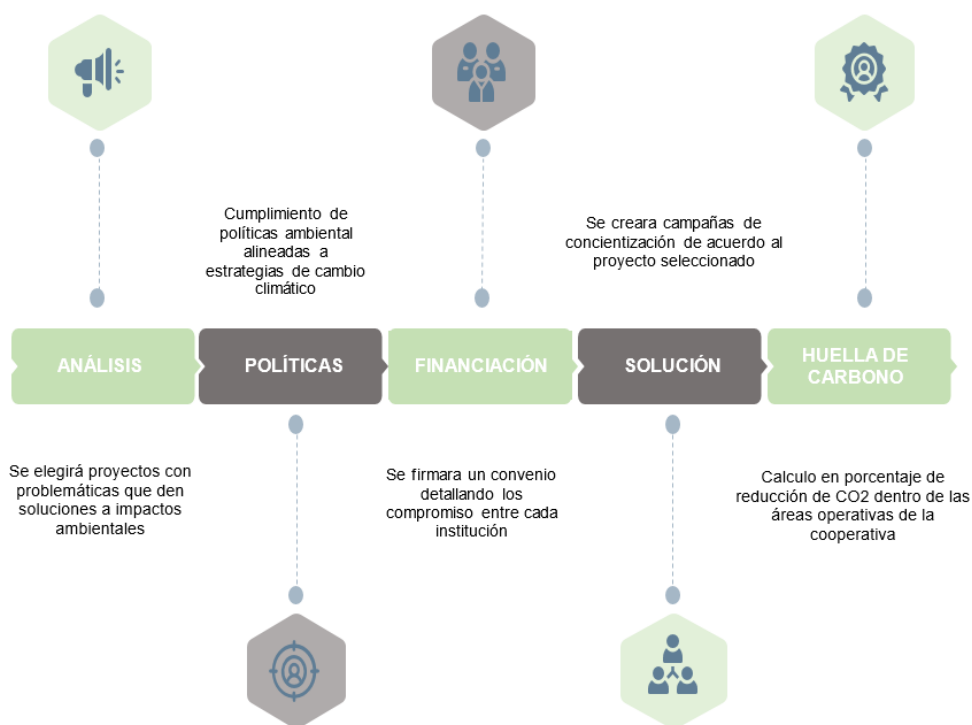 Cumplimiento de
políticas ambiental
alineadas a
estrategias de cambio
climático
Se creara campañas de
concientización de acuerdo al
proyecto seleccionado
ANÁLISIS
POLÍTICAS
FINANCIACIÓN
SOLUCIÓN
HUELLA DE
CARBONO
Se elegirá proyectos con
problemáticas que den
soluciones a impactos
ambientales
Se firmara un convenio
detallando los
compromiso entre cada
institución
Calculo en porcentaje de
reducción de CO2 dentro de las
áreas operativas de la
cooperativa